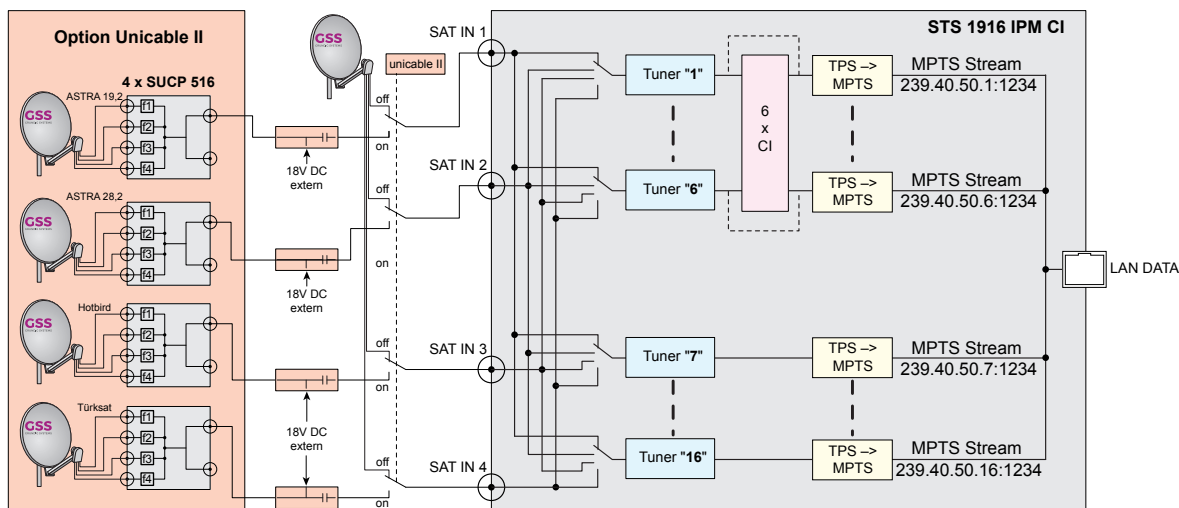 Option Unicable II
4 x SUCP 516
ASTRA 19,2
GSS
f1
f2
f3
f4
ASTRA 28,2
GSS
f1
f2
f3
f4
Hotbird
GSS
f1
f2
f3
f4
Türksat
GSS
f1
f2
f3
f4
18V DC
extern
18V DC
extern
18V DC
extern
GSS
unicable II
off
on
off
on
off
on
off
on
SAT IN 1
SAT IN 2
SAT IN 3
SAT IN 4
STS 1916 IPM CI
Tuner "1"
Tuner "6"
Tuner "7"
Tuner "16"
6
x
CI
TPS –>
MPTS
MPTS Stream
239.40.50.1:1234
TPS –>
MPTS
MPTS Stream
239.40.50.6:1234
TPS –>
MPTS
MPTS Stream
239.40.50.7:1234
TPS –>
MPTS
MPTS Stream
239.40.50.16:1234
LAN DATA